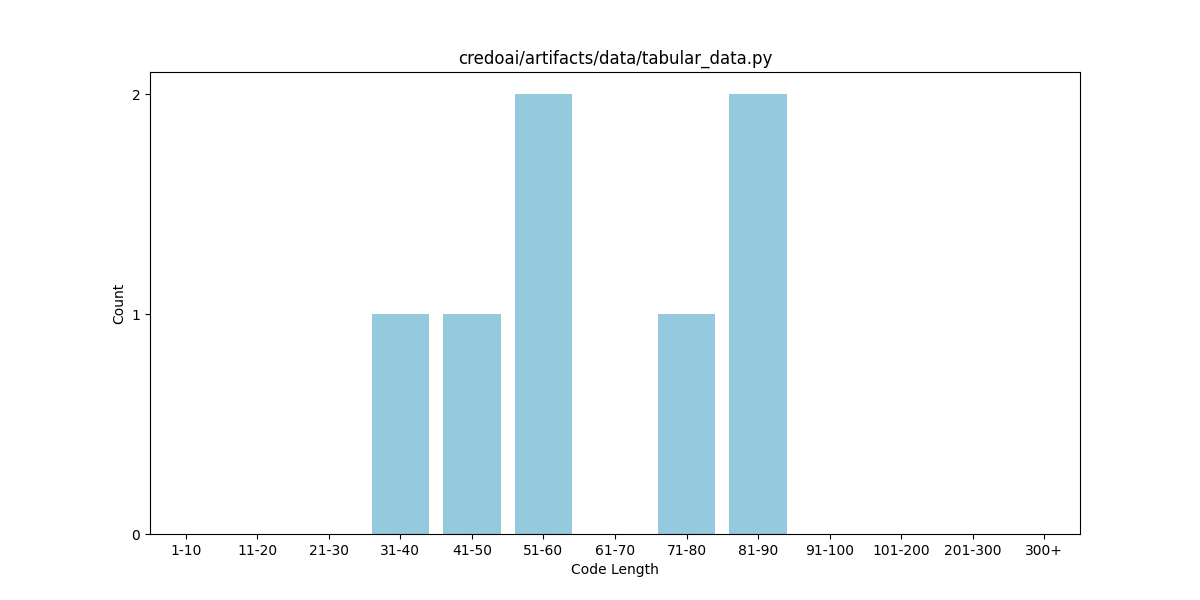 credoai/artifacts/data/tabular_data.py
Count
2
1
0
1-10 11-20 21-30 31-40 41-50 51-60 61-70 71-80 81-90 91-100 101-200 201-300 300+
Code Length